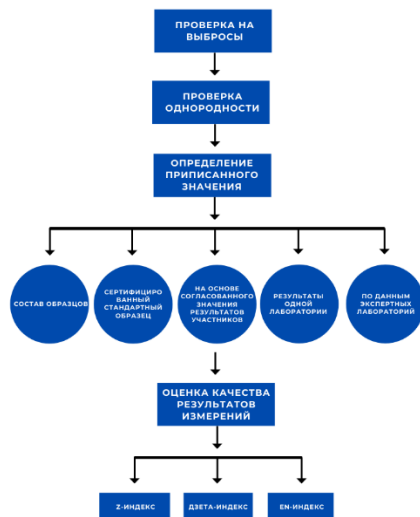 ПРОВЕРКА НА
ВЫБРОСЫ
ПРОВЕРКА
ОДНОРОДНОСТИ
ОПРЕДЕЛЕНИЕ
ПРИПИСАННОГО
ЗНАЧЕНИЯ
СОСТАВ ОБРАЗЦОВ
СЕРТИФИЦИРО
ВАННЫЙ
СТАНДАРТНЫЙ
ОБРАЗЕЦ
НА ОСНОВЕ
СОГЛАСОВАННОГО
ЗНАЧЕНИЯ
РЕЗУЛЬТАТОВ
УЧАСТНИКОВ
РЕЗУЛЬТАТЫ
ОДНОЙ
ЛАБОРАТОРИИ
ПО ДАННЫМ
ЭКСПЕРТНЫХ
ЛАБОРАТОРИЙ
ОЦЕНКА КАЧЕСТВА
РЕЗУЛЬТАТОВ
ИЗМЕРЕНИЙ
Z-ИНДЕКС
ДЗЕТА-ИНДЕКС
EN-ИНДЕКС